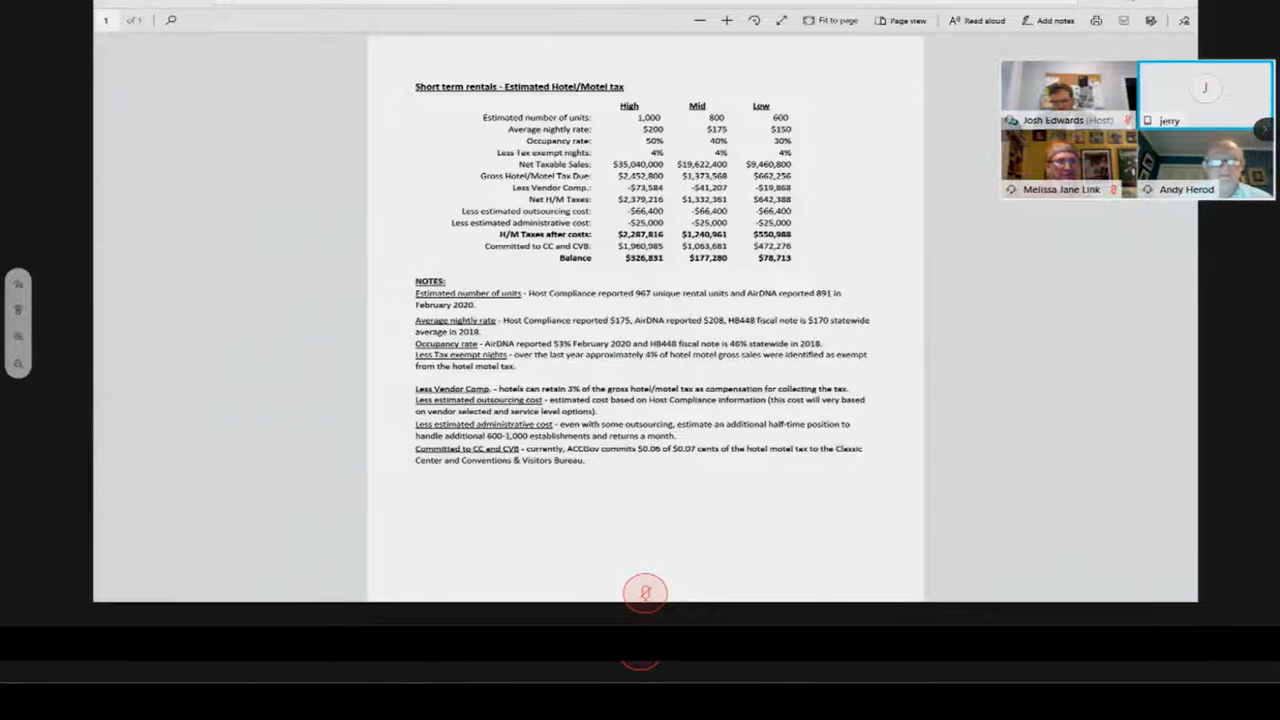 1 of 1 Fit to page Page view Read aloud Add notes
Short term rentals - Estimated Hotel/Motel tax
High Mid Low
Estimated number of units: 1,000 800 600
Average nightly rate: $200 $175 $150
Occupancy rate: 50% 40% 30%
Less Tax exempt nights: 4% 4% 4%
Net Taxable Sales: $35,040,000 $19,622,400 $9,460,800
Gross Hotel/Motel Tax Due: $2,452,800 $1,373,568 $662,256
Less Vendor Comp.: -$73,584 -$41,207 -$19,868
Net H/M Taxes: $2,379,216 $1,332,361 $642,388
Less estimated outsourcing cost: -$66,400 -$66,400 -$66,400
Less estimated administrative cost: -$25,000 -$25,000 -$25,000
H/M Taxes after costs: $2,287,816 $1,240,961 $550,988
Committed to CC and CVB: $1,960,985 $1,063,681 $472,276
Balance $326,831 $177,280 $78,713
NOTES:
Estimated number of units - Host Compliance reported 967 unique rental units and AirDNA reported 891 in
February 2020.
Average nightly rate - Host Compliance reported $175, AirDNA reported $208, HB448 fiscal note is $170 statewide
average in 2018.
Occupancy rate - AirDNA reported 53% February 2020 and HB448 fiscal note is 46% statewide in 2018.
Less Tax exempt nights - over the last year approximately 4% of hotel motel gross sales were identified as exempt
from the hotel motel tax.
Less Vendor Comp. - hotels can retain 3% of the gross hotel/motel tax as compensation for collecting the tax.
Less estimated outsourcing cost - estimated cost based on Host Compliance information (this cost will very based
on vendor selected and service level options).
Less estimated administrative cost - even with some outsourcing, estimate an additional half-time position to
handle additional 600-1,000 establishments and returns a month.
Committed to CC and CVB - currently, ACCGov commits $0.06 of $0.07 cents of the hotel motel tax to the Classic
Center and Conventions & Visitors Bureau.
J
Josh Edwards (Host) jerry
Melissa Jane Link Andy Herod